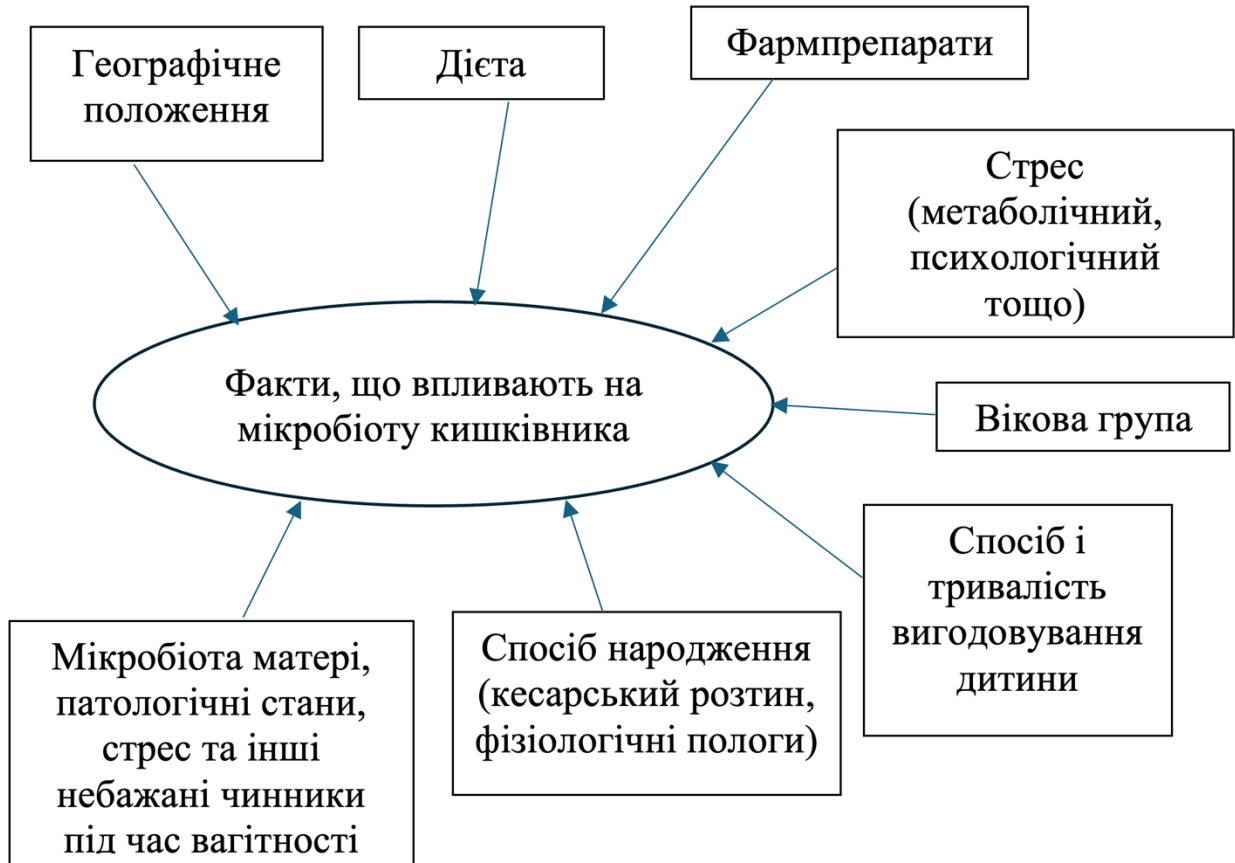 Географічне
положення
Дієта
Фармпрепарати
Стрес
(метаболічний,
психологічний
тощо)
Факти, що впливають на
мікробіоту кишківника
Вікова група
Спосіб і
тривалість
вигодовування
дитини
Спосіб народження
(кесарський розтин,
фізіологічні пологи)
Мікробіота матері,
патологічні стани,
стрес та інші
небажані чинники
під час вагітності